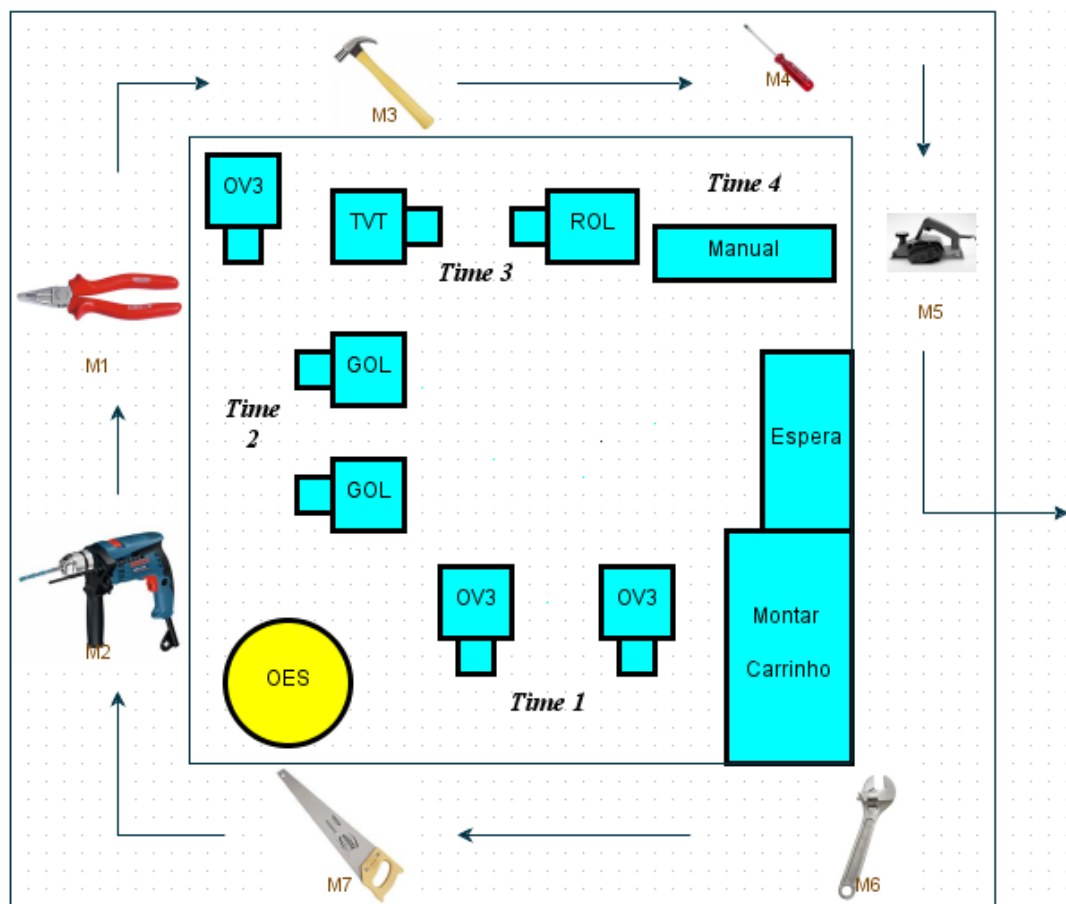 M3
M4
OV3
TVT
ROL
Time 4
Manual
Time 3
M1
M5
GOL
Time
2
Espera
GOL
OV3
OV3
Montar
Carrinho
M2
OES
Time 1
M7
M6